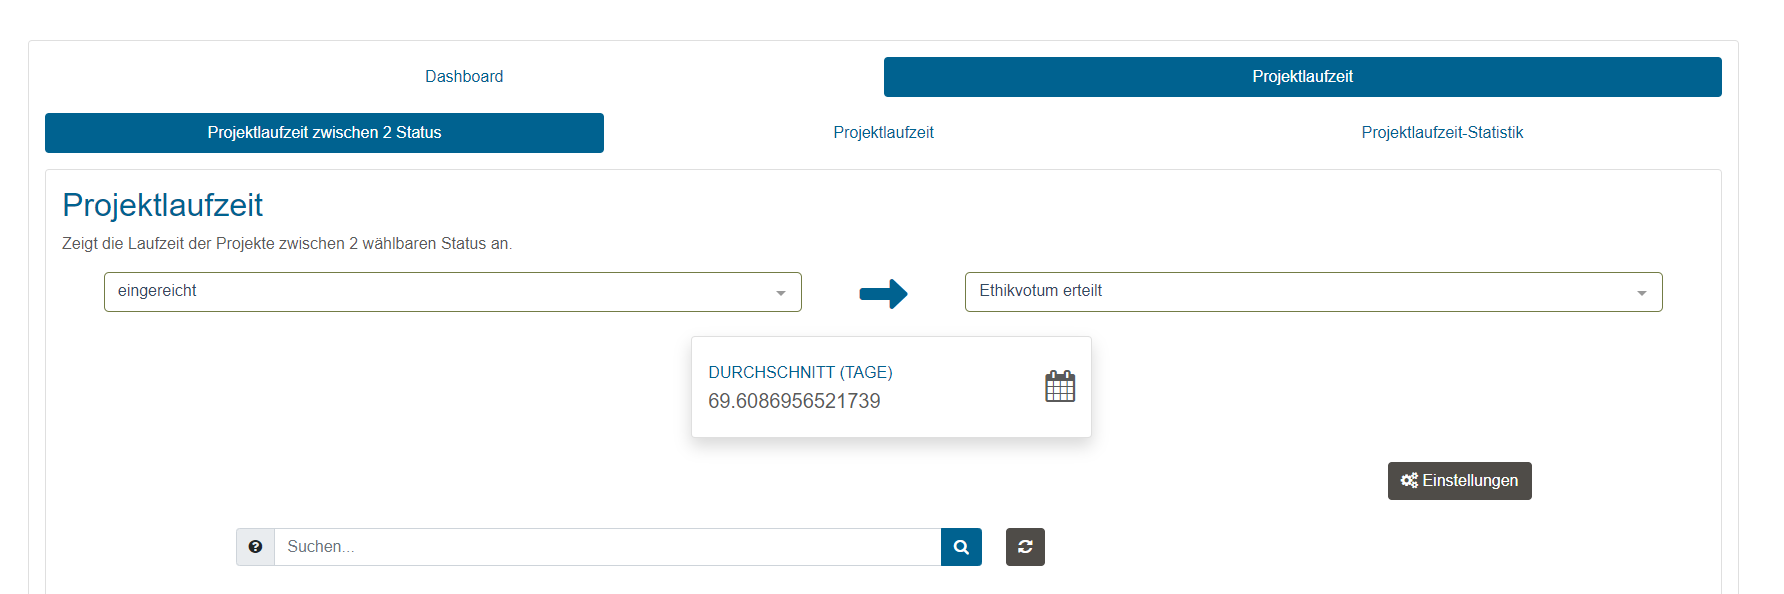 Dashboard
Projektlaufzeit
Projektlaufzeit zwischen 2 Status
Projektlaufzeit
Projektlaufzeit-Statistik
Projektlaufzeit
Zeigt die Laufzeit der Projekte zwischen 2 wählbaren Status an.
eingereicht
Ethikvotum erteilt
DURCHSCHNITT (TAGE)
69.6086956521739
Einstellungen
Suchen...